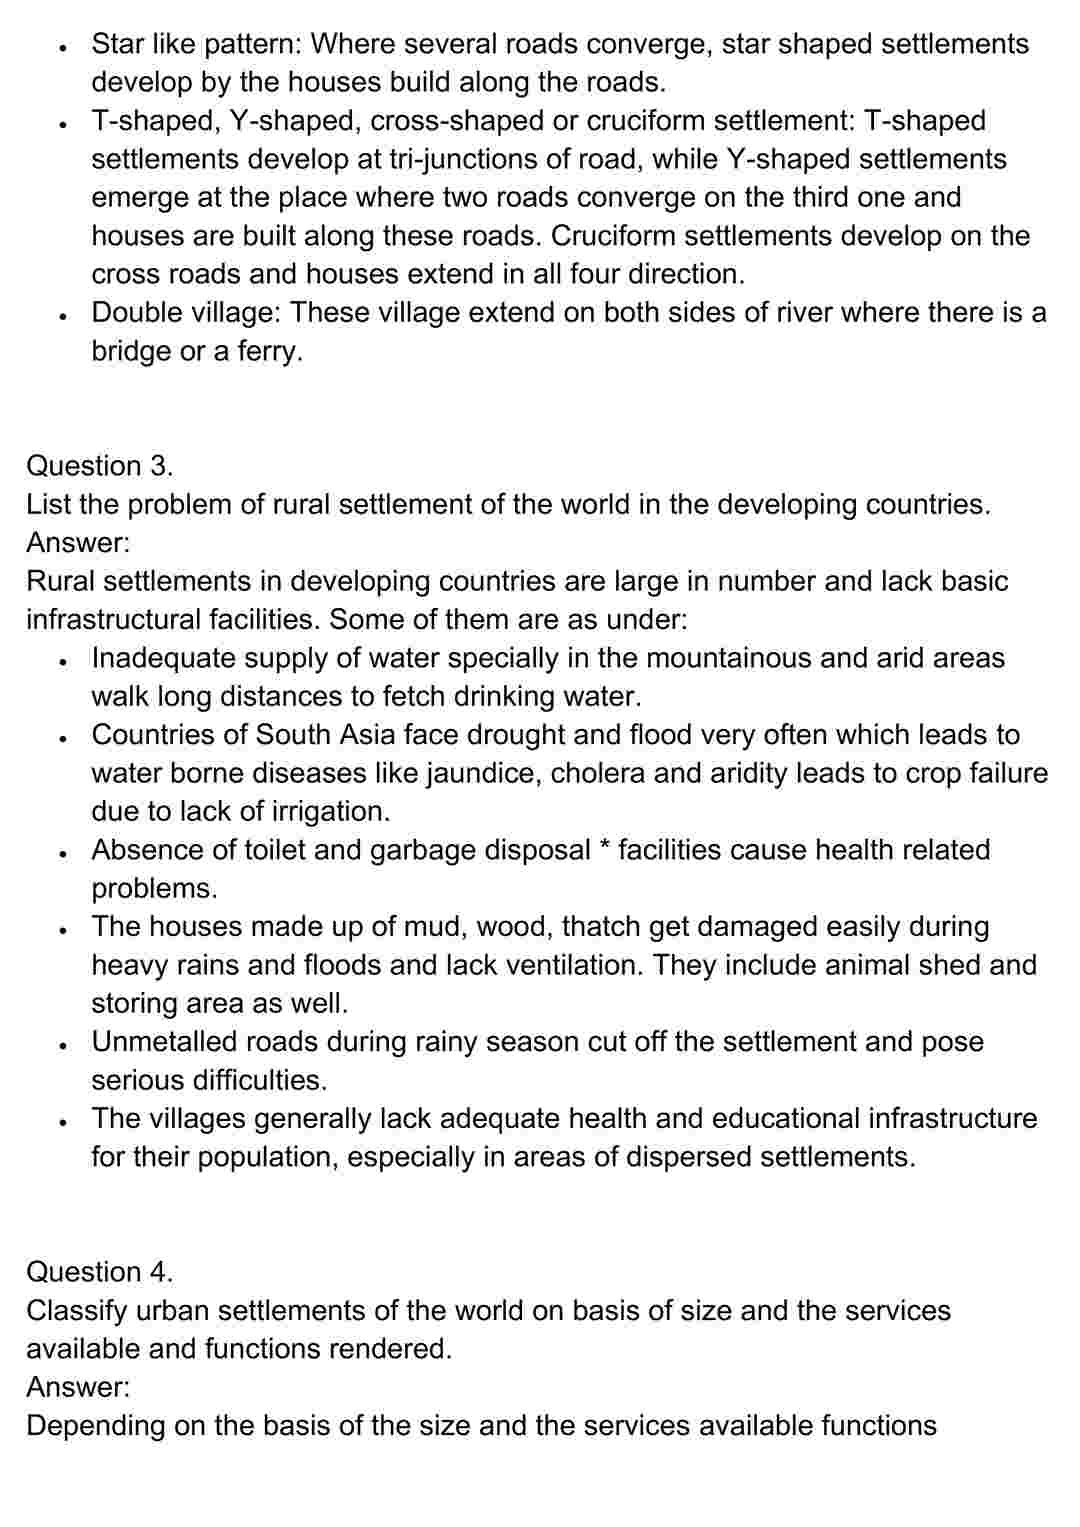 • Star like pattern: Where several roads converge, star shaped settlements
develop by the houses build along the roads.
• T-shaped, Y-shaped, cross-shaped or cruciform settlement: T-shaped
settlements develop at tri-junctions of road, while Y-shaped settlements
emerge at the place where two roads converge on the third one and
houses are built along these roads. Cruciform settlements develop on the
cross roads and houses extend in all four direction.
• Double village: These village extend on both sides of river where there is a
bridge or a ferry.
Question 3.
List the problem of rural settlement of the world in the developing countries.
Answer:
Rural settlements in developing countries are large in number and lack basic
infrastructural facilities. Some of them are as under:
• Inadequate supply of water specially in the mountainous and arid areas
walk long distances to fetch drinking water.
• Countries of South Asia face drought and flood very often which leads to
water borne diseases like jaundice, cholera and aridity leads to crop failure
due to lack of irrigation.
• Absence of toilet and garbage disposal * facilities cause health related
problems.
• The houses made up of mud, wood, thatch get damaged easily during
heavy rains and floods and lack ventilation. They include animal shed and
storing area as well.
• Unmetalled roads during rainy season cut off the settlement and pose
serious difficulties.
• The villages generally lack adequate health and educational infrastructure
for their population, especially in areas of dispersed settlements.
Question 4.
Classify urban settlements of the world on basis of size and the services
available and functions rendered.
Answer:
Depending on the basis of the size and the services available functions